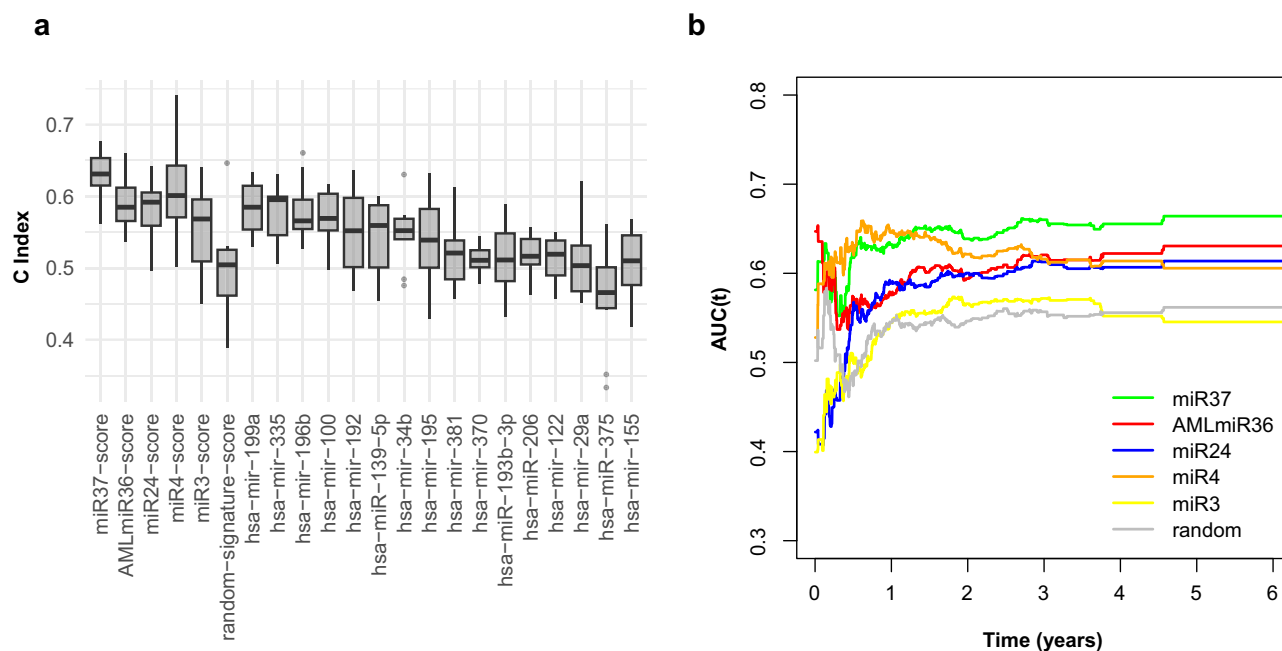 a
C Index
0.7
0.6
0.5
0.4
miR37−score
AMLmiR36−score
miR24−score
miR4−score
miR3−score
random−signature−score
hsa−mir−199a
hsa−mir−335
hsa−mir−196b
hsa−mir−100
hsa−mir−192
hsa−miR−139−5p
hsa−mir−34b
hsa−mir−195
hsa−mir−381
hsa−mir−370
hsa−miR−193b−3p
hsa−miR−206
hsa−mir−122
hsa−mir−29a
hsa−miR−375
hsa−mir−155
b
AUC(t)
0.8
0.7
0.6
0.5
0.4
0.3
miR37
AMLmiR36
miR24
miR4
miR3
random
0 1 2 3 4 5 6
Time (years)